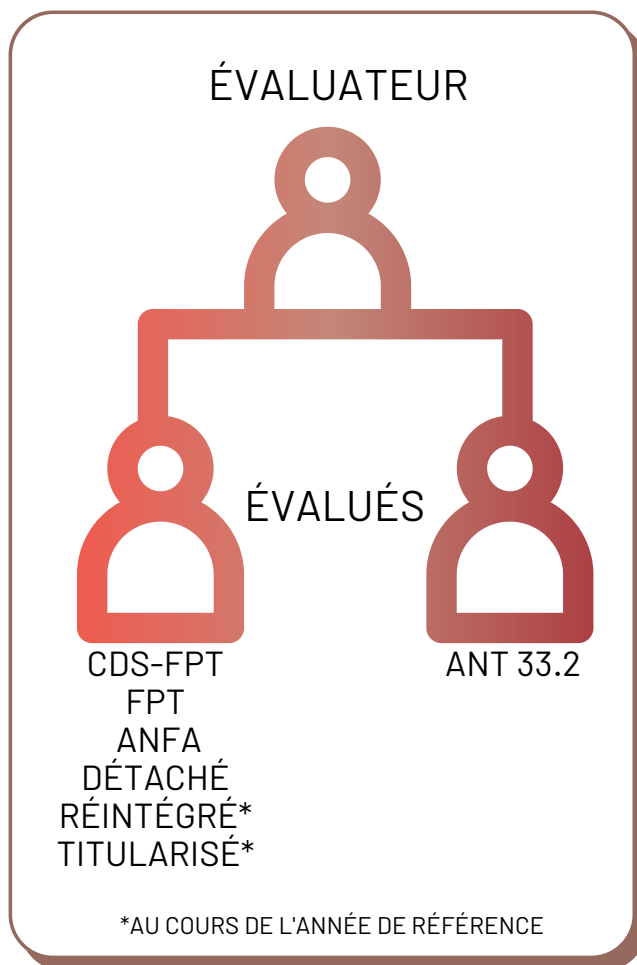 ÉVALUATEUR
ÉVALUÉS
CDS-FPT
FPT
ANFA
DÉTACHÉ
RÉINTÉGRÉ*
TITULARISÉ*
ANT 33.2
*AU COURS DE L'ANNÉE DE RÉFÉRENCE